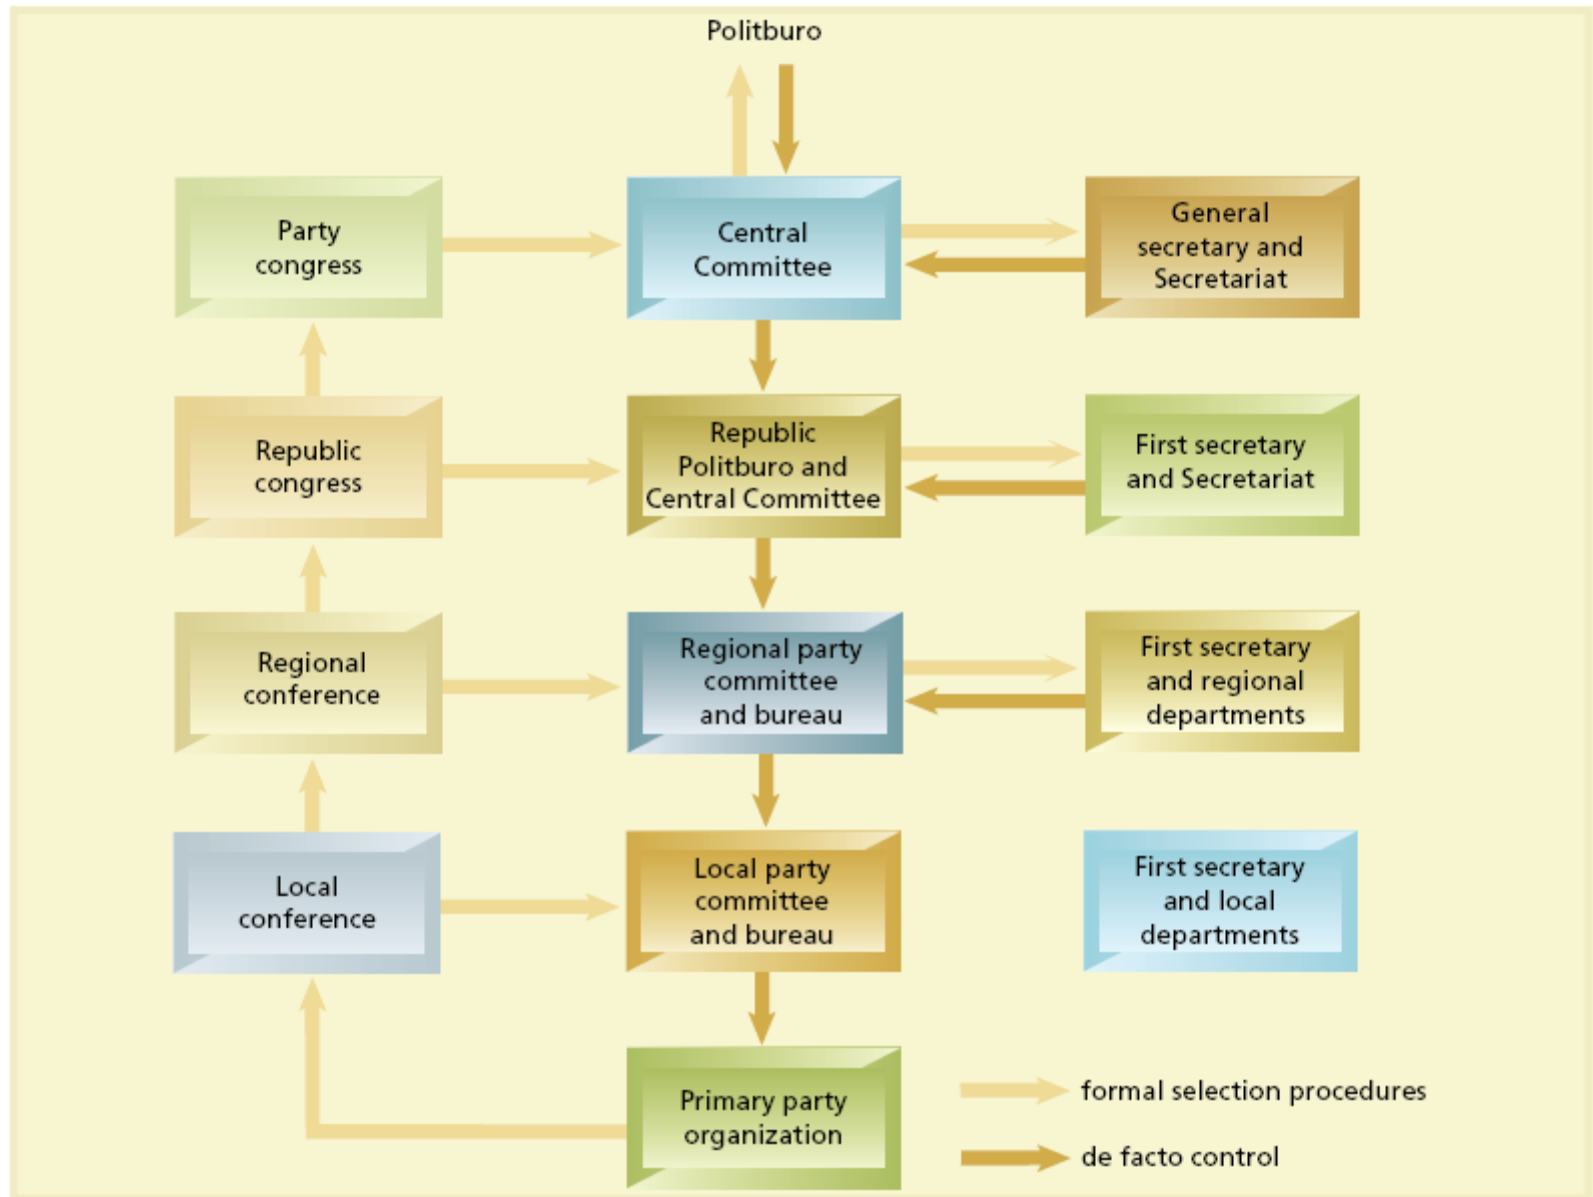 Politburo
Party
congress
Central
Committee
General
secretary and
Secretariat
Republic
congress
Republic
Politburo and
Central Committee
First secretary
and Secretariat
Regional
conference
Regional party
committee
and bureau
First secretary
and regional
departments
Local
conference
Local party
committee
and bureau
First secretary
and local
departments
Primary party
organization
formal selection procedures
de facto control